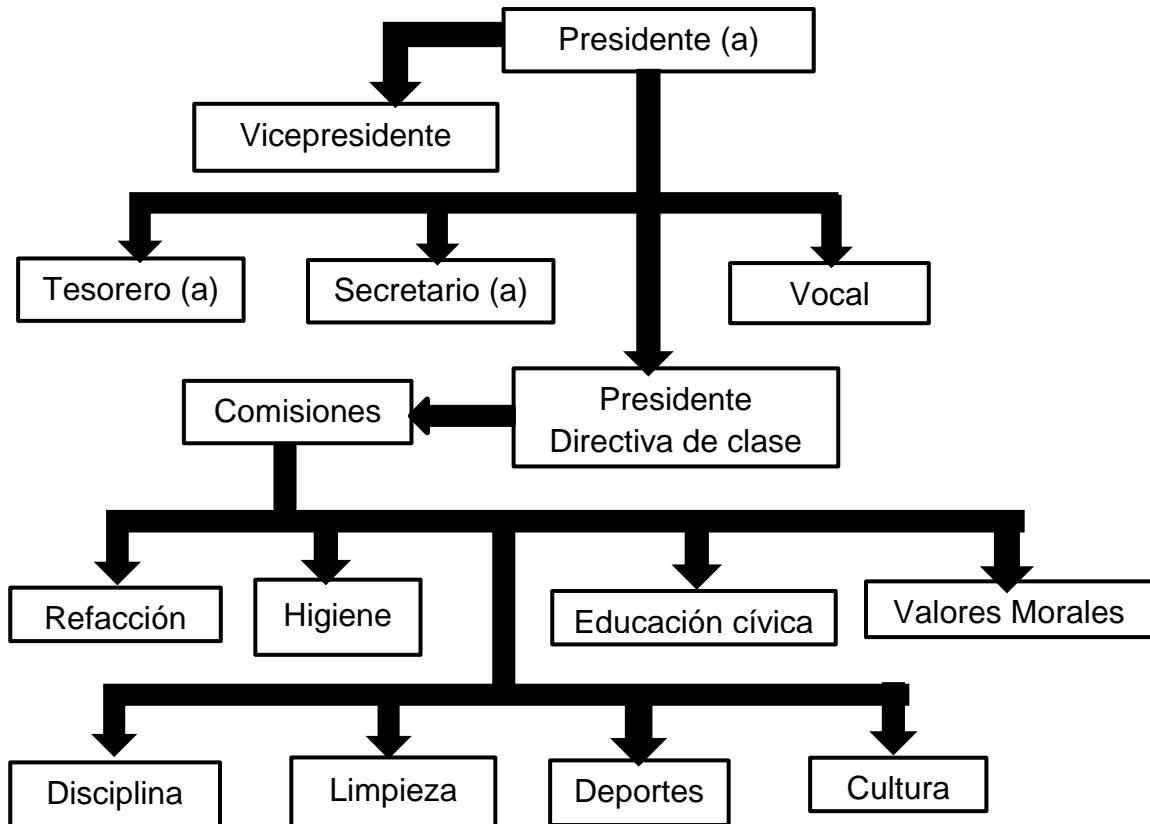 Presidente (a)
Vicepresidente
Tesorero (a)
Secretario (a)
Vocal
Comisiones
Presidente
Directiva de clase
Refacción
Higiene
Educación cívica
Valores Morales
Disciplina
Limpieza
Deportes
Cultura